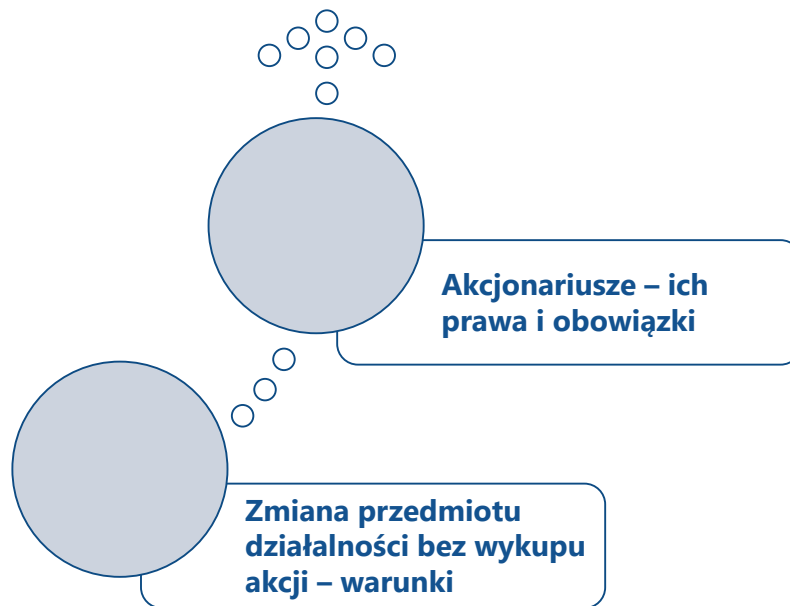 Akcjonariusze – ich
prawa i obowiązki
Zmiana przedmiotu
działalności bez wykupu
akcji – warunki